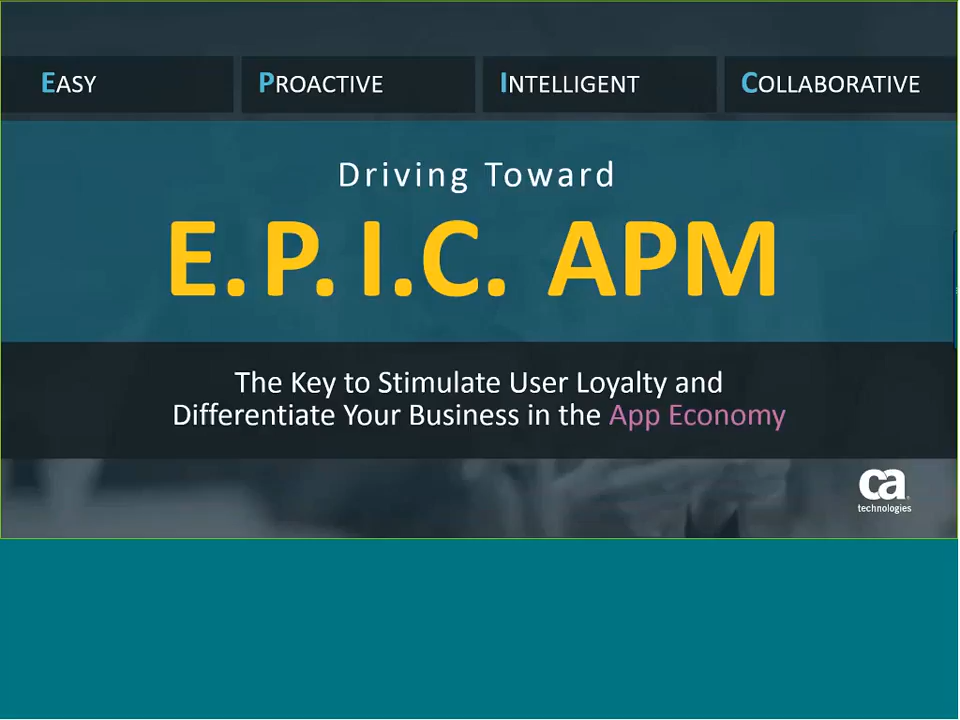 EASY
PROACTIVE
INTELLIGENT
COLLABORATIVE
Driving Toward
E.P.I.C. APM
The Key to Stimulate User Loyalty and
Differentiate Your Business in the App Economy
ca
technologies